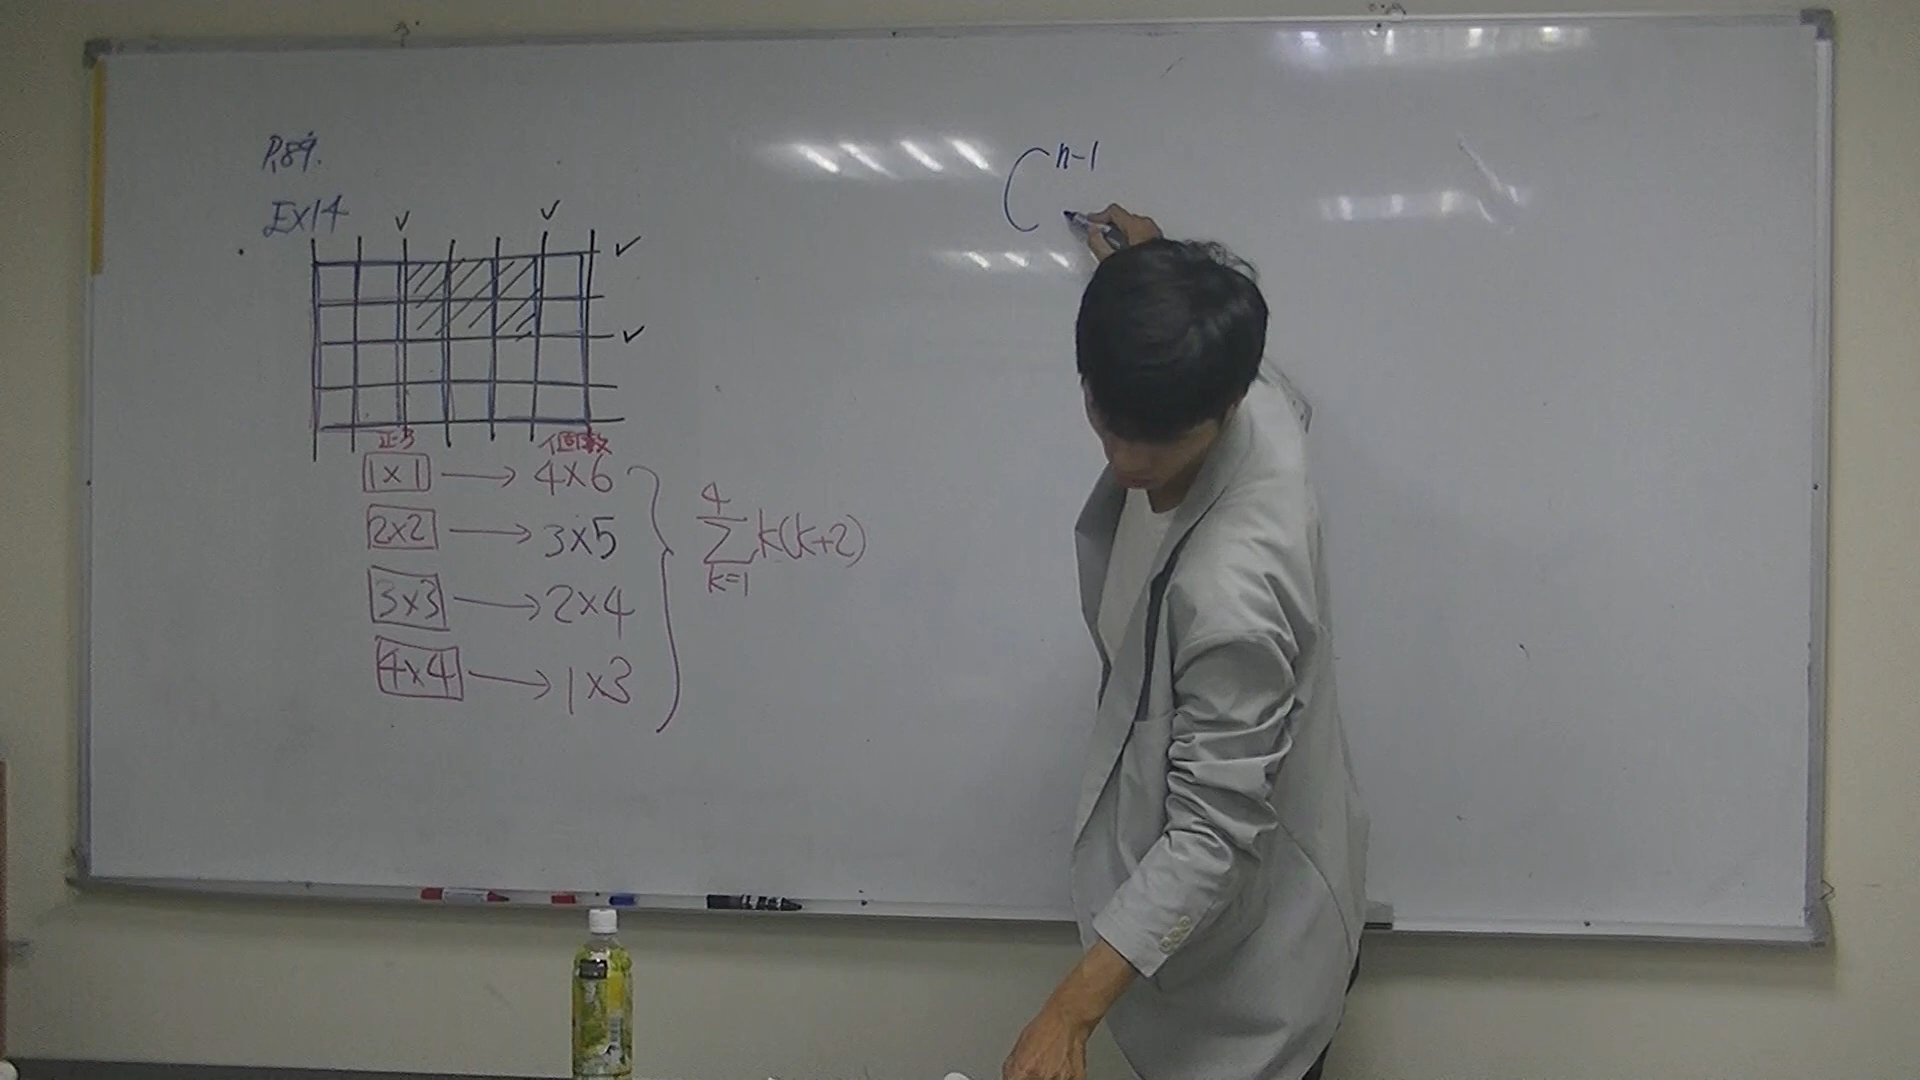 P.89.
EX14
正方 個數
1×1 → 4×6
2×2 → 3×5
3×3 → 2×4
4×4 → 1×3
4
∑ k(k+2)
k=1
C n-1